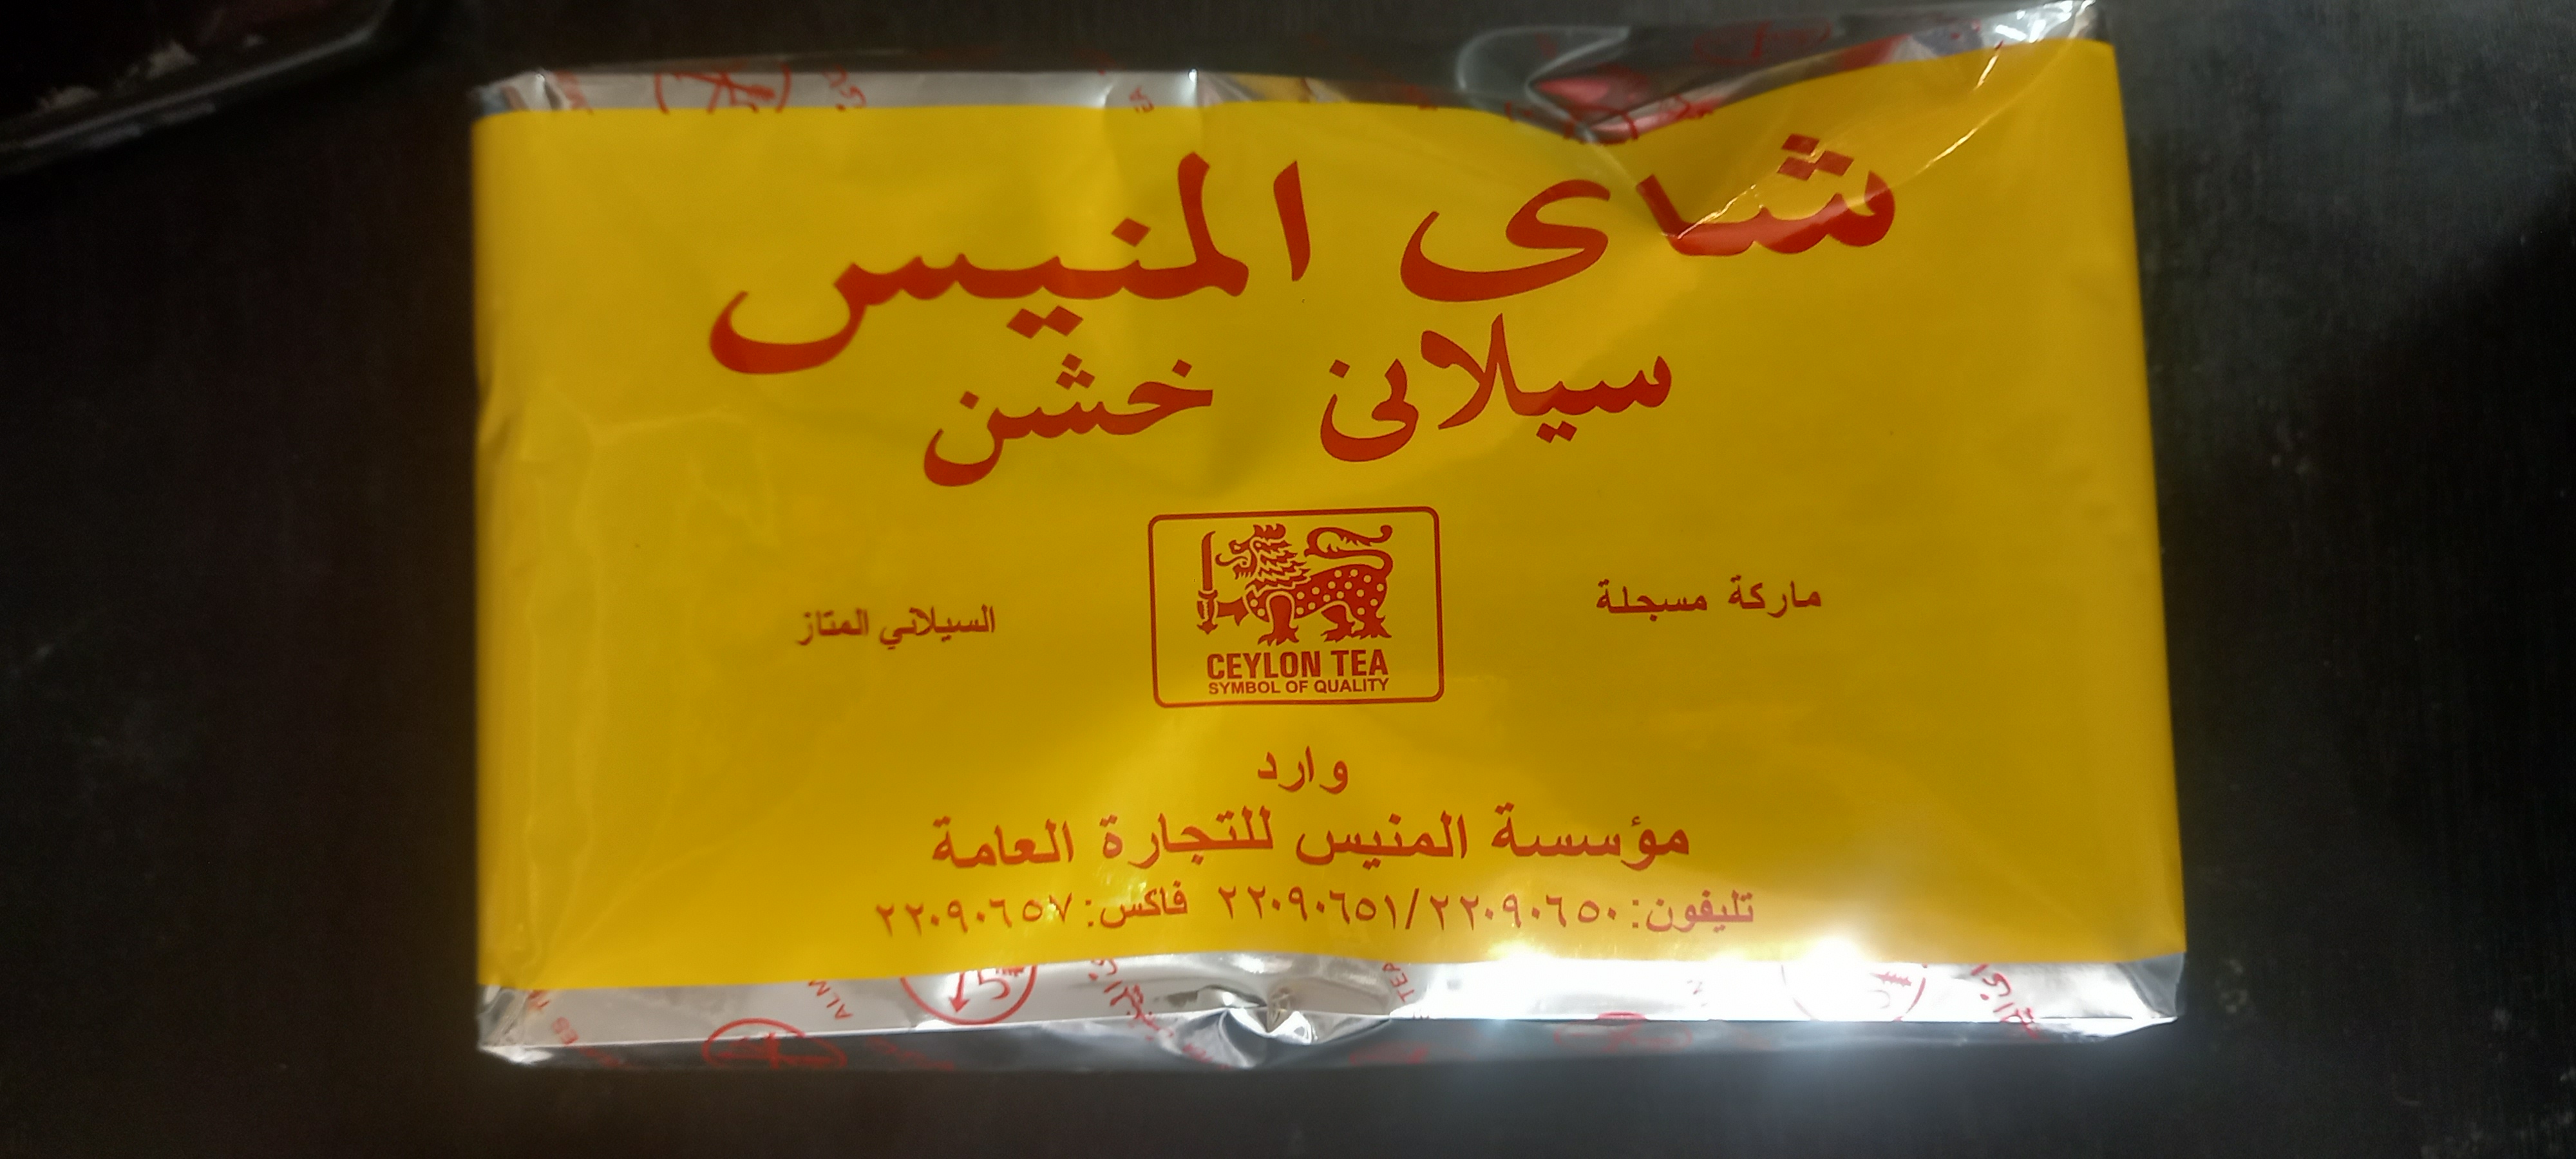 شاى المنيس
سيلانى خشن
ماركة مسجلة
السيلاني الممتاز
CEYLON TEA
SYMBOL OF QUALITY
وارد
مؤسسة المنيس للتجارة العامة
تليفون: ٢٢٠٩٠٦٥٠/٢٢٠٩٠٦٥١ فاكس: ٢٢٠٩٠٦٥٧